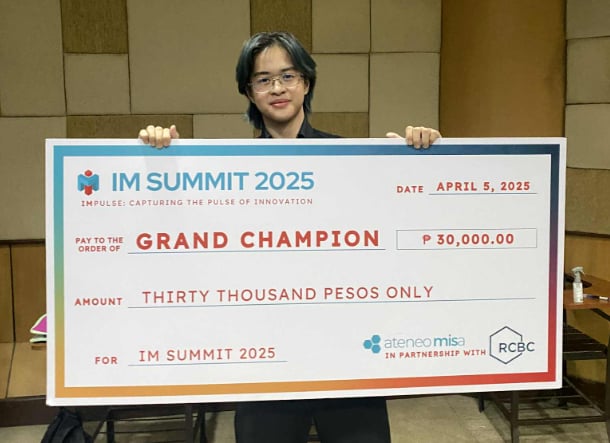 IM SUMMIT 2025
IMPULSE: CAPTURING THE PULSE OF INNOVATION
DATE APRIL 5, 2025
PAY TO THE
ORDER OF GRAND CHAMPION ₱ 30,000.00
AMOUNT THIRTY THOUSAND PESOS ONLY
FOR IM SUMMIT 2025
ateneo misa
IN PARTNERSHIP WITH RCBC